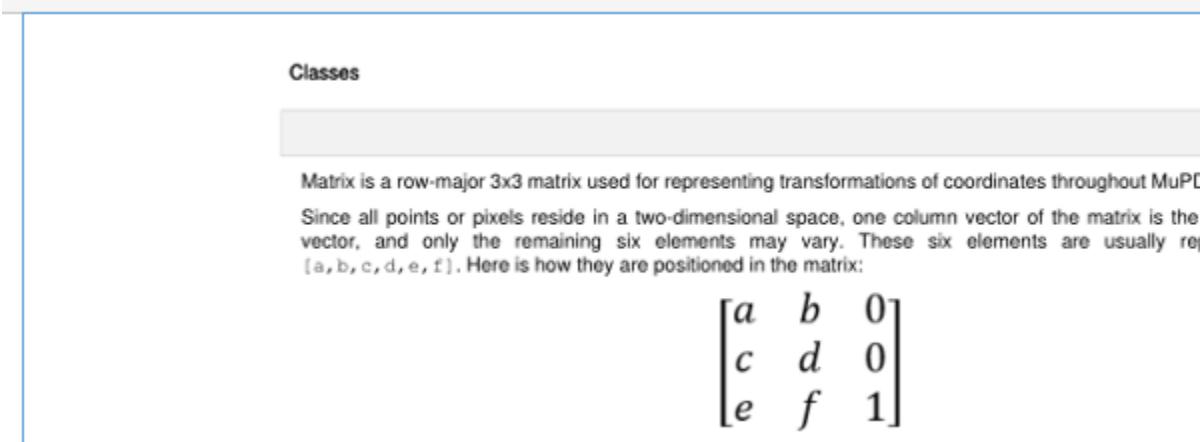 Classes
Matrix is a row-major 3x3 matrix used for representing transformations of coordinates throughout
Since all points or pixels reside in a two-dimensional space, one column vector of the matrix is the
vector, and only the remaining six elements may vary. These six elements are usually
[a,b,c,d,e,f]. Here is how they are positioned in the matrix:
a b 0
c d 0
e f 1